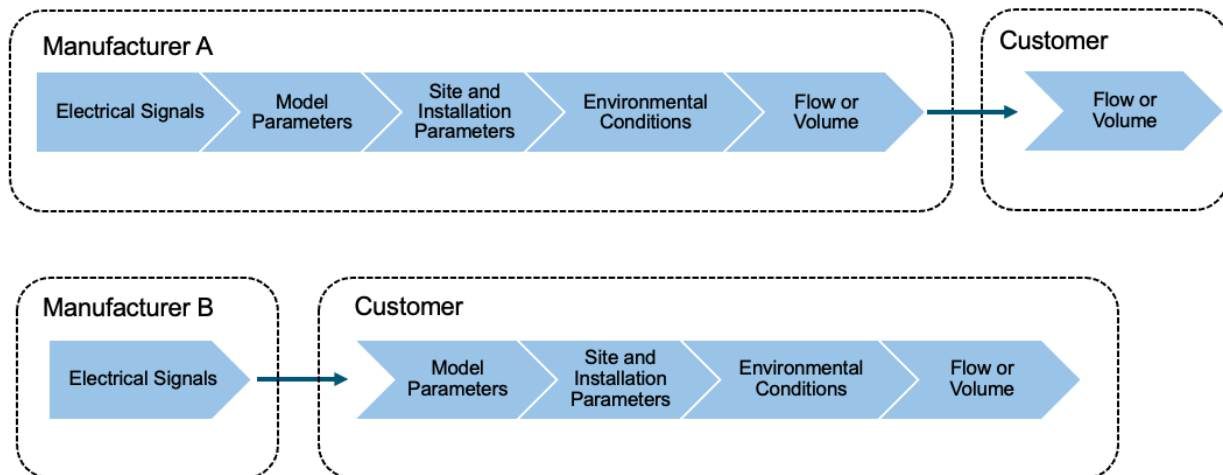 Manufacturer A
Electrical Signals
Model
Parameters
Site and
Installation
Parameters
Environmental
Conditions
Flow or
Volume
Customer
Flow or
Volume
Manufacturer B
Electrical Signals
Customer
Model
Parameters
Site and
Installation
Parameters
Environmental
Conditions
Flow or
Volume